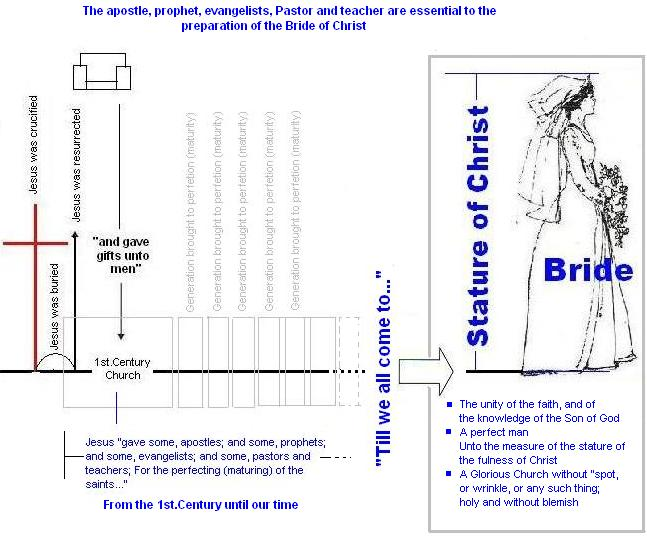 The apostle, prophet, evangelists, Pastor and teacher are essential to the
preparation of the Bride of Christ
Jesus was crucified
Jesus was buried
Jesus was resurrected
"and gave
gifts unto
men"
1st.Century
Church
Generation brought to perfetion (maturity)
Generation brought to perfetion (maturity)
Generation brought to perfetion (maturity)
Generation brought to perfetion (maturity)
Generation brought to perfetion (maturity)
Jesus "gave some, apostles; and some, prophets;
and some, evangelists; and some, pastors and
teachers; For the perfecting (maturing) of the
saints..."
From the 1st.Century until our time
"Till we all come to..."
Stature of Christ
Bride
The unity of the faith, and of
the knowledge of the Son of God
A perfect man
Unto the measure of the stature of
the fulness of Christ
A Glorious Church without "spot,
or wrinkle, or any such thing;
holy and without blemish